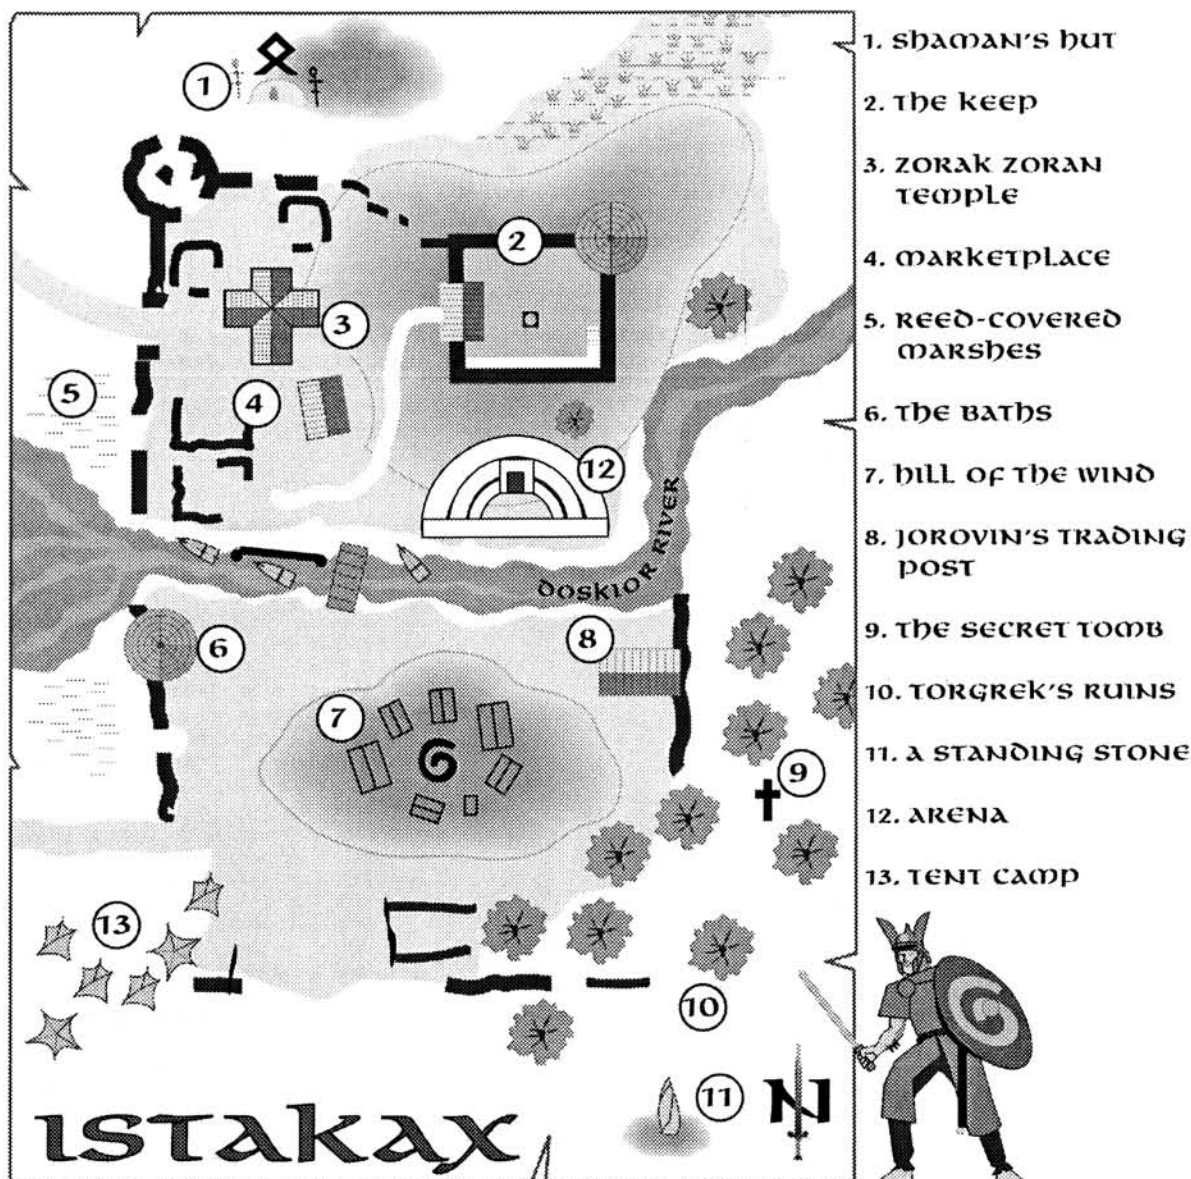 1
2
3
4
5
12
DOSKIOR RIVER
6
8
7
9
13
10
11
N
ISTAKAX
1. SHAMAN'S HUT
2. THE KEEP
3. ZORAK ZORAN
TEMPLE
4. MARKETPLACE
5. REED-COVERED
MARSHES
6. THE BATHS
7. HILL OF THE WIND
8. JOROVIN'S TRADING
POST
9. THE SECRET TOMB
10. TORGREK'S RUINS
11. A STANDING STONE
12. ARENA
13. TENT CAMP